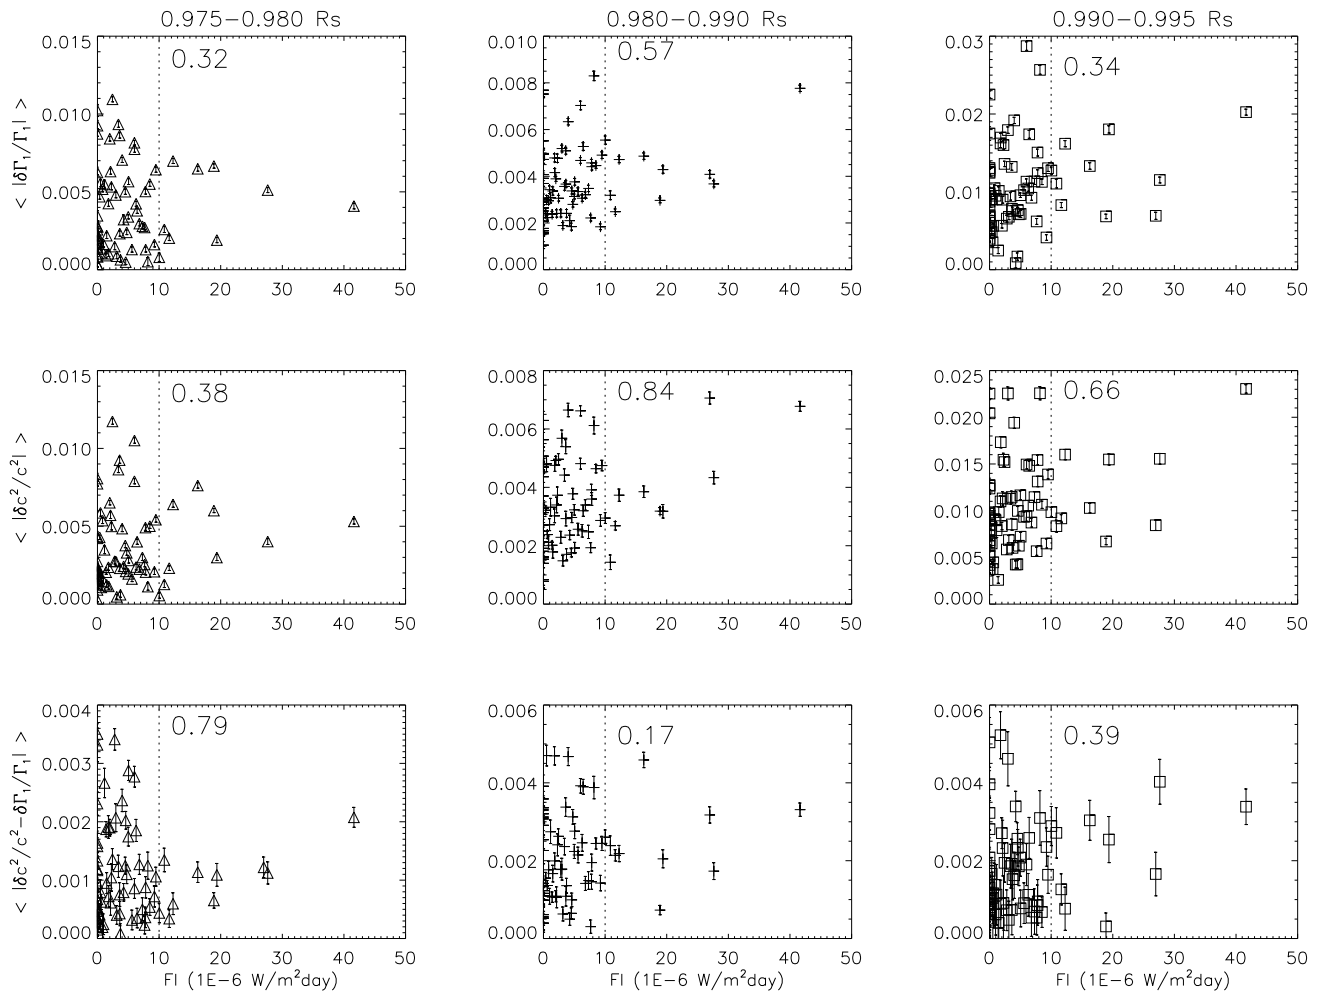 0.975−0.980 Rs
0.980−0.990 Rs
0.990−0.995 Rs
< |δΓ₁/Γ₁| >
0.015
0.010
0.005
0.000
0.32
0 10 20 30 40 50
0.010
0.008
0.006
0.004
0.002
0.000
0.57
0 10 20 30 40 50
0.03
0.02
0.01
0.00
0.34
0 10 20 30 40 50
< |δc²/c²| >
0.015
0.010
0.005
0.000
0.38
0 10 20 30 40 50
0.008
0.006
0.004
0.002
0.000
0.84
0 10 20 30 40 50
0.025
0.020
0.015
0.010
0.005
0.000
0.66
0 10 20 30 40 50
< |δc²/c²−δΓ₁/Γ₁| >
0.004
0.003
0.002
0.001
0.000
0.79
0 10 20 30 40 50
FI (1E−6 W/m²day)
0.006
0.004
0.002
0.000
0.17
0 10 20 30 40 50
FI (1E−6 W/m²day)
0.006
0.004
0.002
0.000
0.39
0 10 20 30 40 50
FI (1E−6 W/m²day)